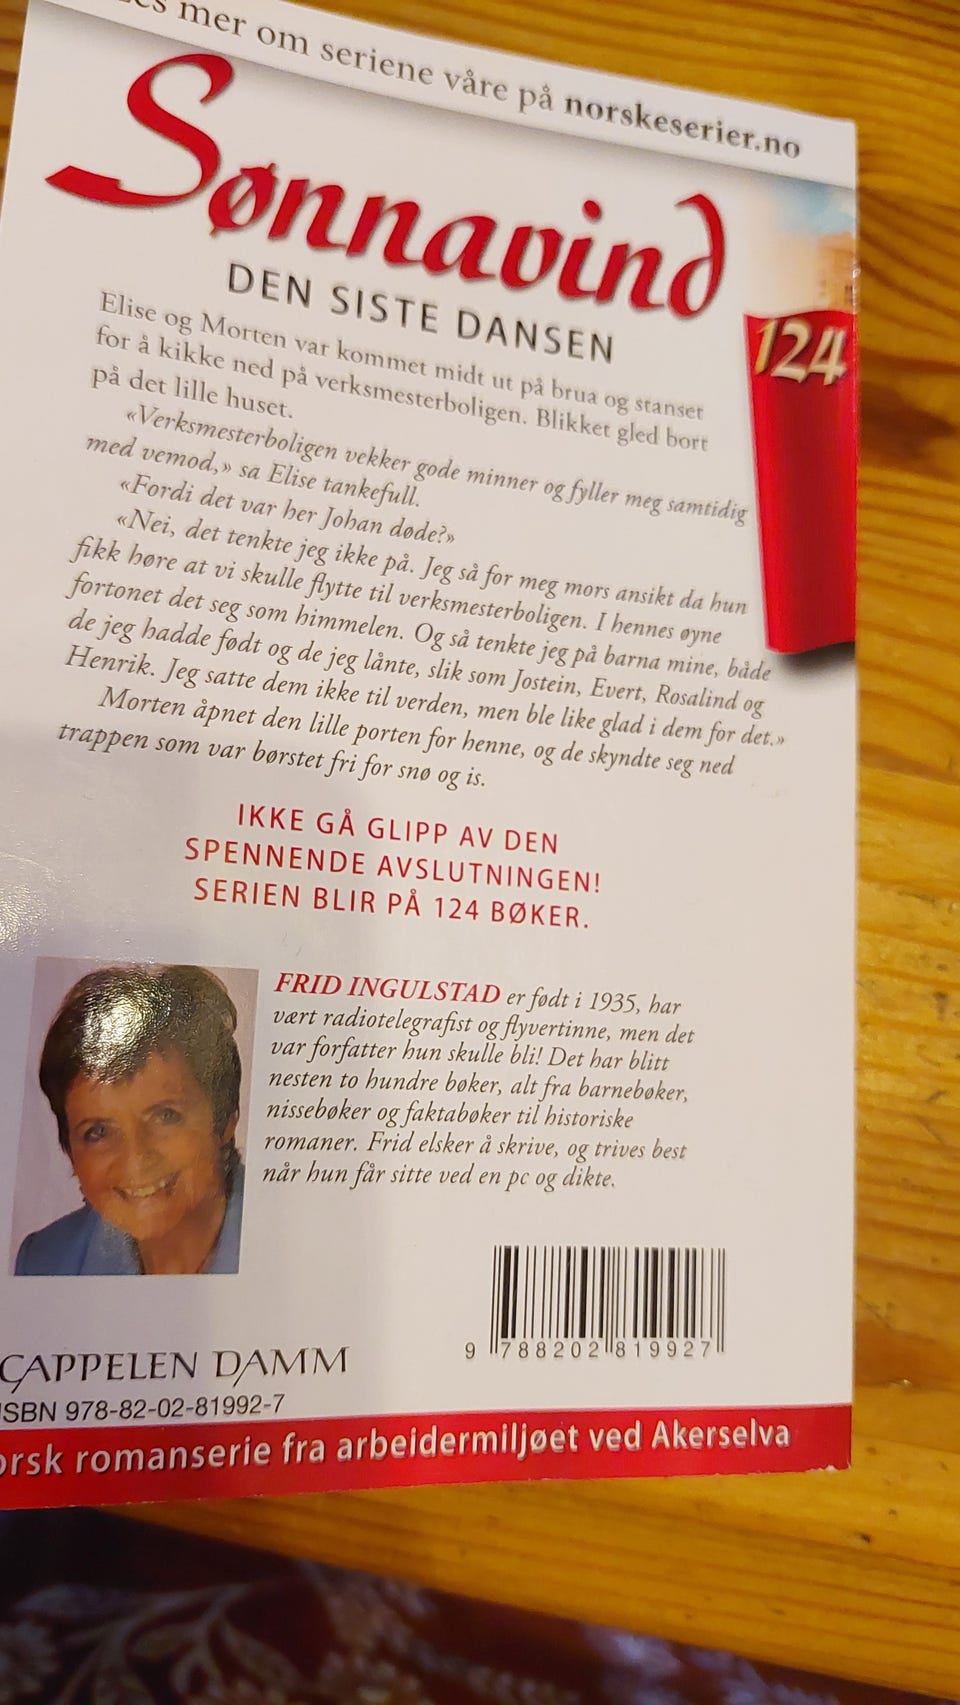 mer om seriene våre på norskeserier.no
Sønnavind
DEN SISTE DANSEN
124
Elise og Morten var kommet midt ut på brua og stanset
for å kikke ned på verksmesterboligen. Blikket gled bort
på det lille huset.
«Verksmesterboligen vekker gode minner og fyller meg samtidig
med vemod,» sa Elise tankefull.
«Fordi det var her Johan døde?»
«Nei, det tenkte jeg ikke på. Jeg så for meg mors ansikt da hun
fikk høre at vi skulle flytte til verksmesterboligen. I hennes øyne
fortonet det seg som himmelen. Og så tenkte jeg på barna mine, både
de jeg hadde født og de jeg lånte, slik som Jostein, Evert, Rosalind og
Henrik. Jeg satte dem ikke til verden, men ble like glad i dem for det.»
Morten åpnet den lille porten for henne, og de skyndte seg ned
trappen som var børstet fri for snø og is.
IKKE GÅ GLIPP AV DEN
SPENNENDE AVSLUTNINGEN!
SERIEN BLIR PÅ 124 BØKER.
FRID INGULSTAD er født i 1935, har
vært radiotelegrafist og flyvertinne, men det
var forfatter hun skulle bli! Det har blitt
nesten to hundre bøker, alt fra barnebøker,
nissebøker og faktabøker til historiske
romaner. Frid elsker å skrive, og trives best
når hun får sitte ved en pc og dikte.
9 788202 819927
CAPPELEN DAMM
ISBN 978-82-02-81992-7
orsk romanserie fra arbeidermiljøet ved Akerselva